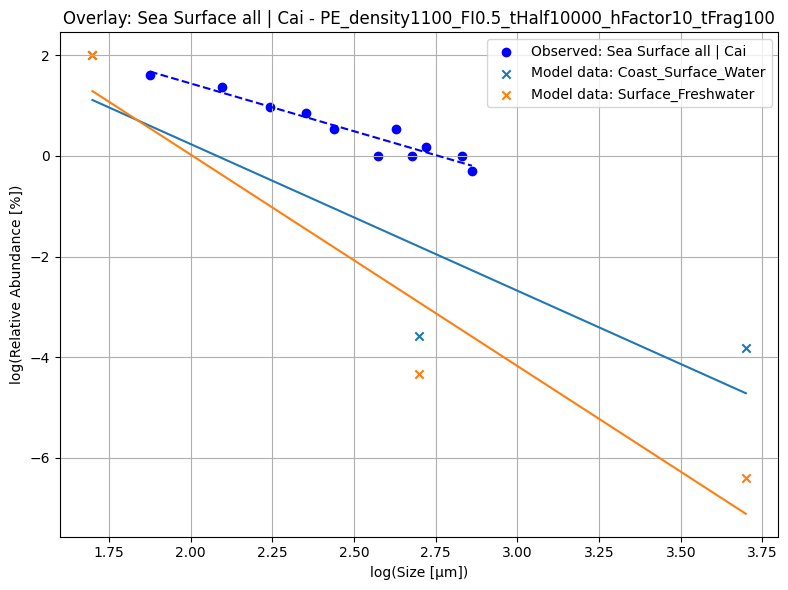 Overlay: Sea Surface all | Cai - PE_density1100_FI0.5_tHalf10000_hFactor10_tFrag100
Observed: Sea Surface all | Cai
Model data: Coast_Surface_Water
Model data: Surface_Freshwater
log(Relative Abundance [%])
2
0
−2
−4
−6
1.75
2.00
2.25
2.50
2.75
3.00
3.25
3.50
3.75
log(Size [μm])